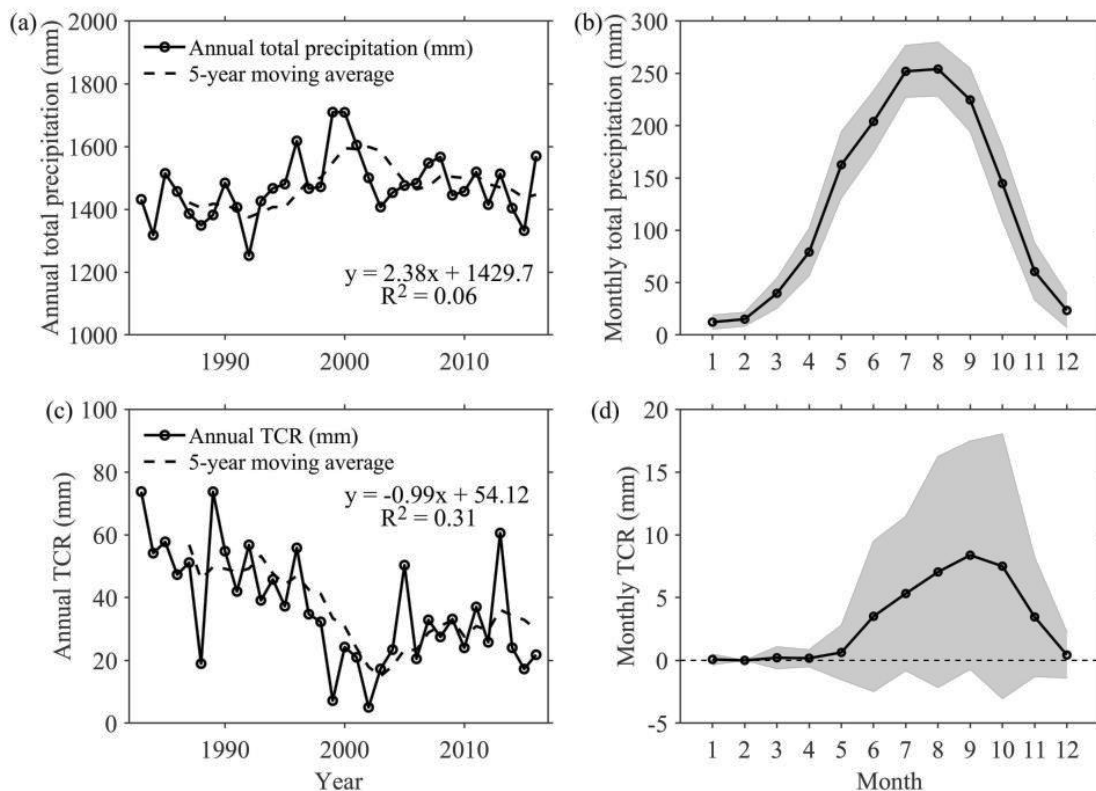 (a)
Annual total precipitation (mm)
2000
1800
1600
1400
1200
1000
Annual total precipitation (mm)
5-year moving average
y = 2.38x + 1429.7
R² = 0.06
1990 2000 2010
(b)
Monthly total precipitation (mm)
300
250
200
150
100
50
0
1 2 3 4 5 6 7 8 9 10 11 12
(c)
Annual TCR (mm)
100
80
60
40
20
0
Annual TCR (mm)
5-year moving average
y = -0.99x + 54.12
R² = 0.31
1990 2000 2010
Year
(d)
Monthly TCR (mm)
20
15
10
5
0
-5
1 2 3 4 5 6 7 8 9 10 11 12
Month